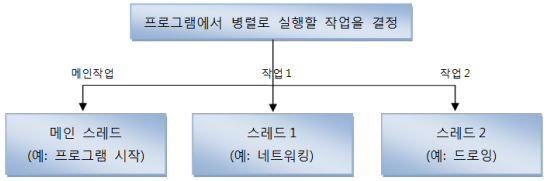 프로그램에서 병렬로 실행할 작업을 결정
메인작업 작업1 작업2
메인 스레드 스레드 1 스레드 2
(예: 프로그램 시작) (예: 네트워킹) (예: 드로잉)